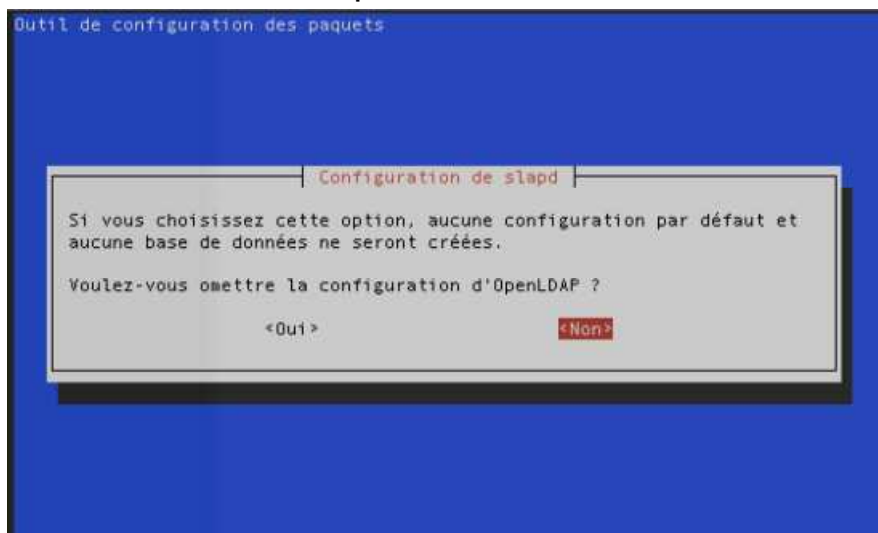 Outil de configuration des paquets
Configuration de slapd
Si vous choisissez cette option, aucune configuration par défaut et
aucune base de données ne seront créées.
Voulez-vous omettre la configuration d'OpenLDAP ?
<Oui> <Non>